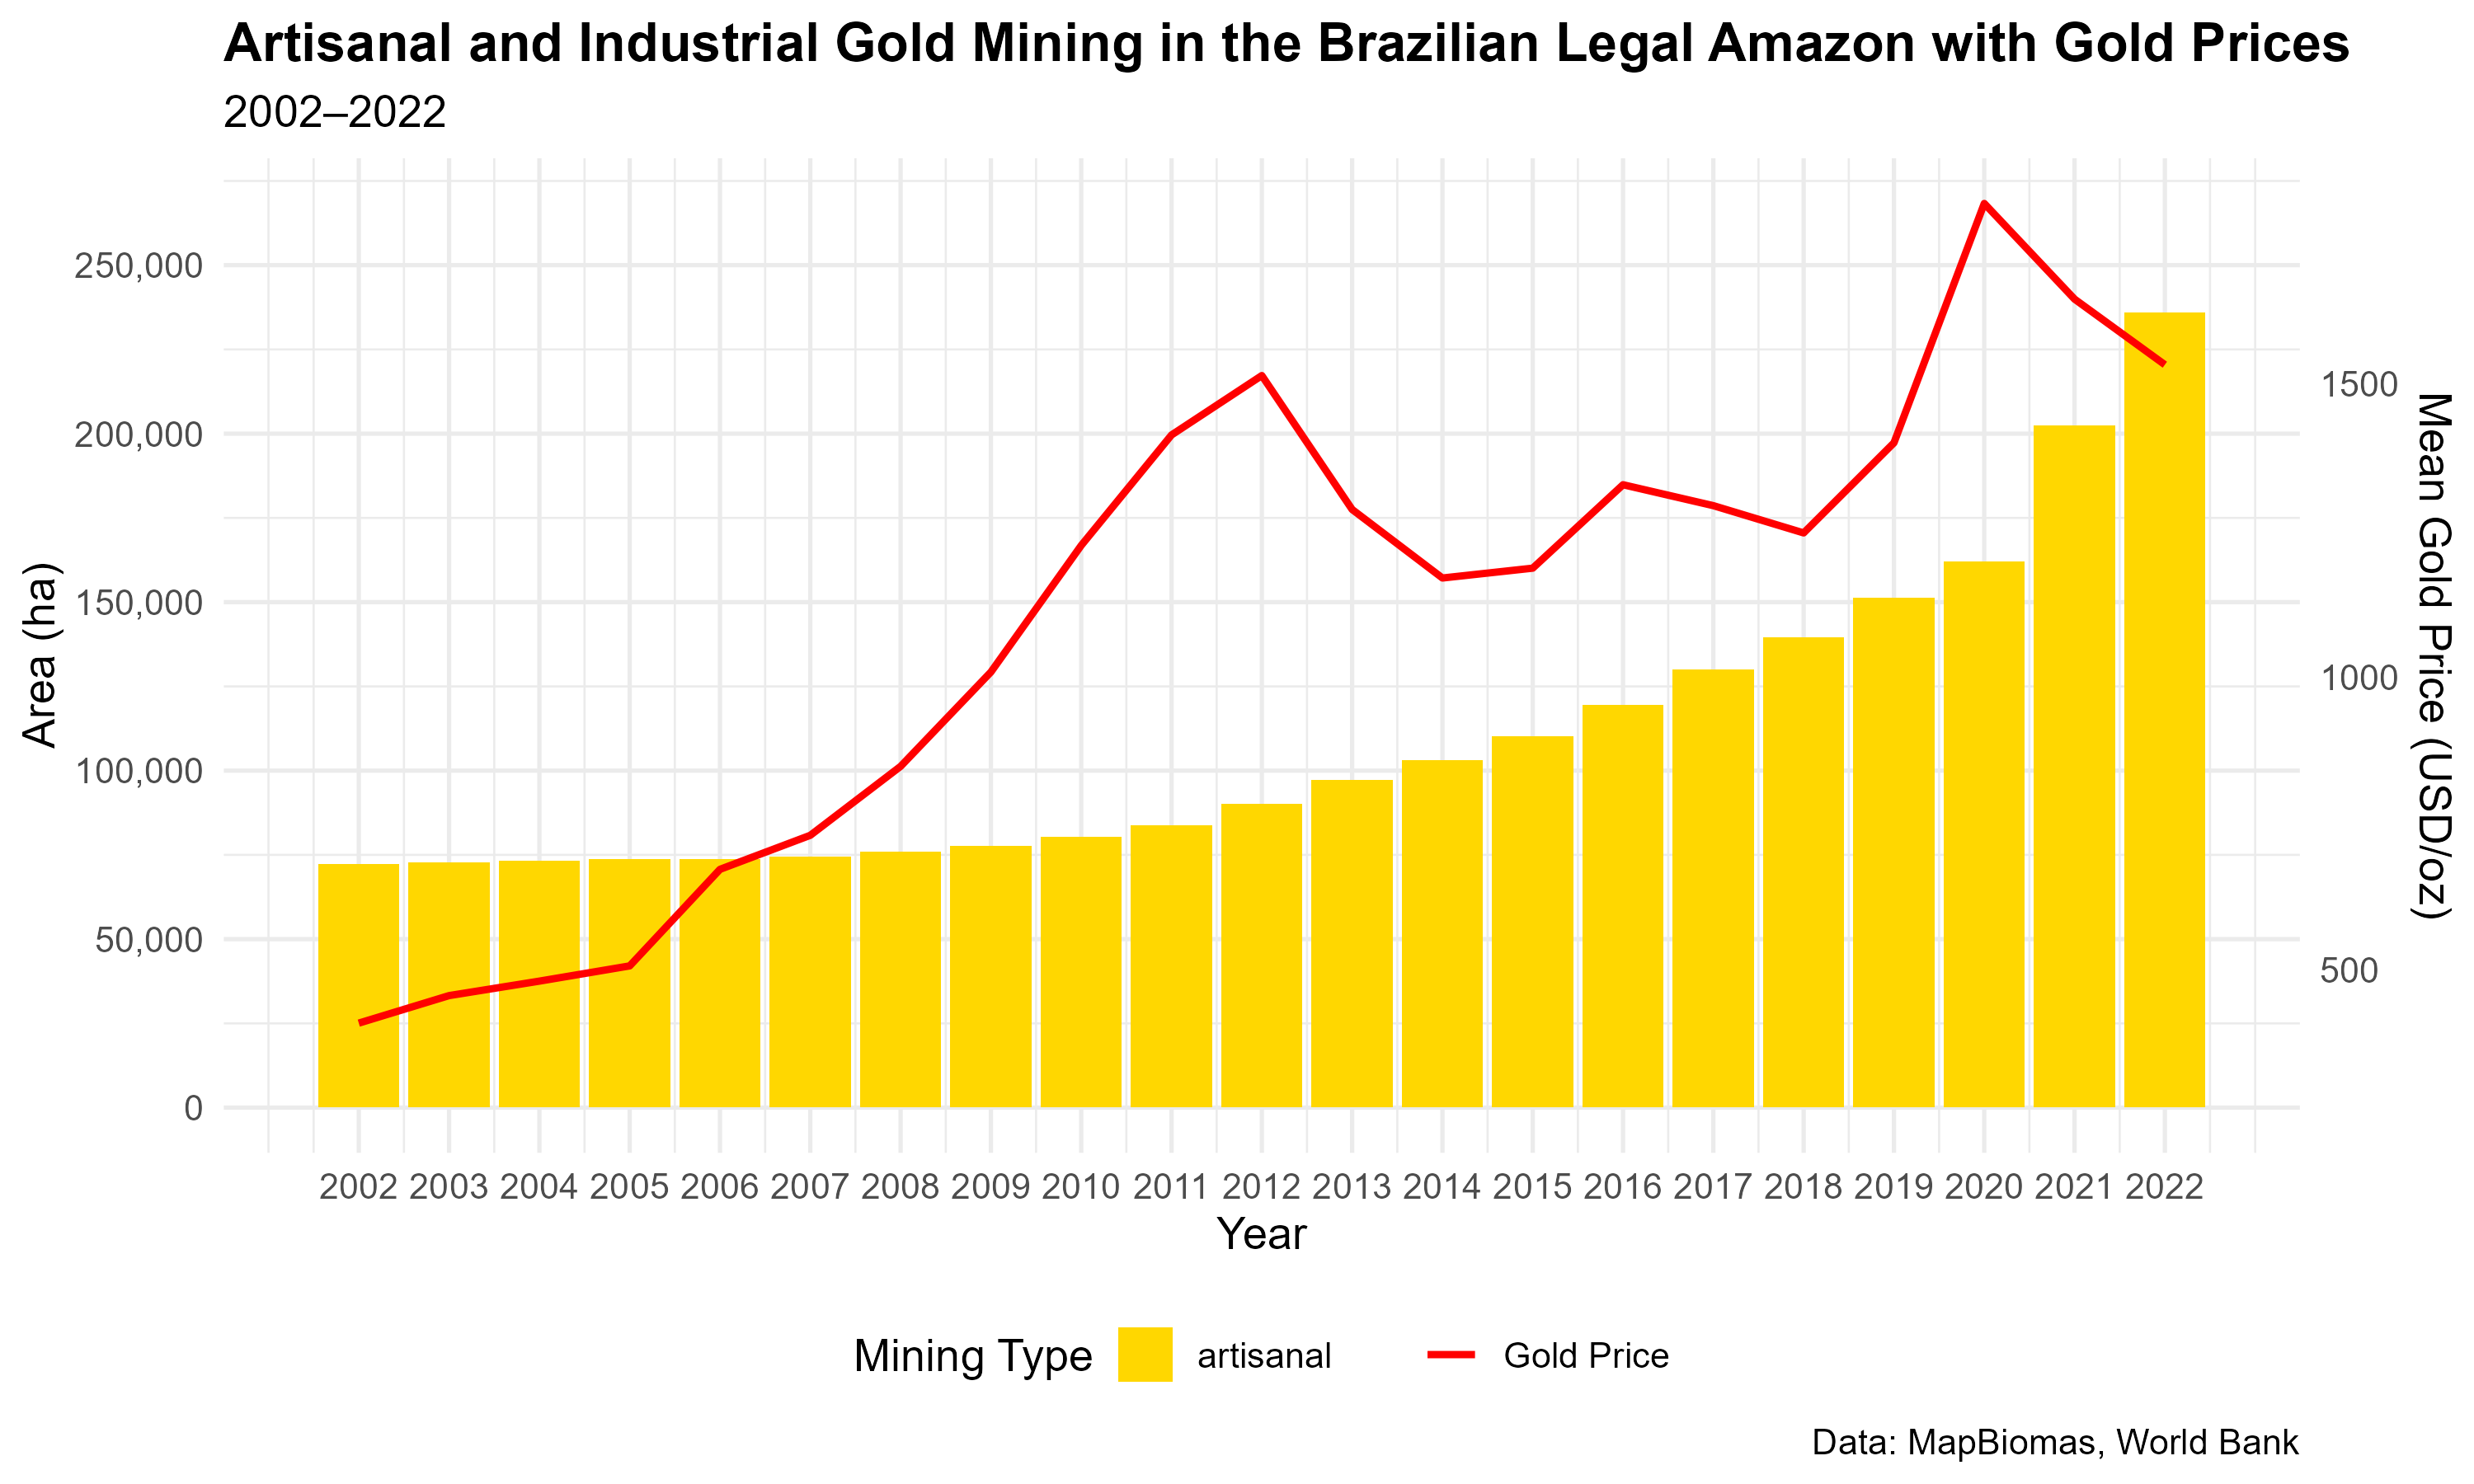 Artisanal and Industrial Gold Mining in the Brazilian Legal Amazon with Gold Prices
2002–2022
Area (ha)
250,000
200,000
150,000
100,000
50,000
0
1500
1000
500
Mean Gold Price (USD/oz)
2002 2003 2004 2005 2006 2007 2008 2009 2010 2011 2012 2013 2014 2015 2016 2017 2018 2019 2020 2021 2022
Year
Mining Type artisanal Gold Price
Data: MapBiomas, World Bank